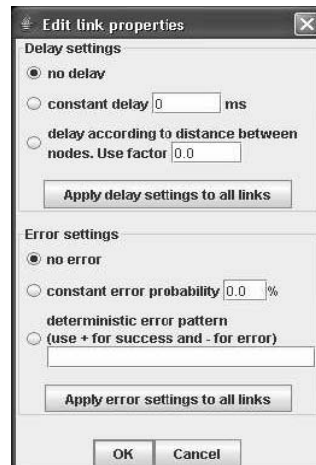 Edit link properties
Delay settings
no delay
constant delay 0 ms
delay according to distance between
nodes. Use factor 0.0
Apply delay settings to all links
Error settings
no error
constant error probability 0.0 %
deterministic error pattern
(use + for success and - for error)
Apply error settings to all links
OK Cancel